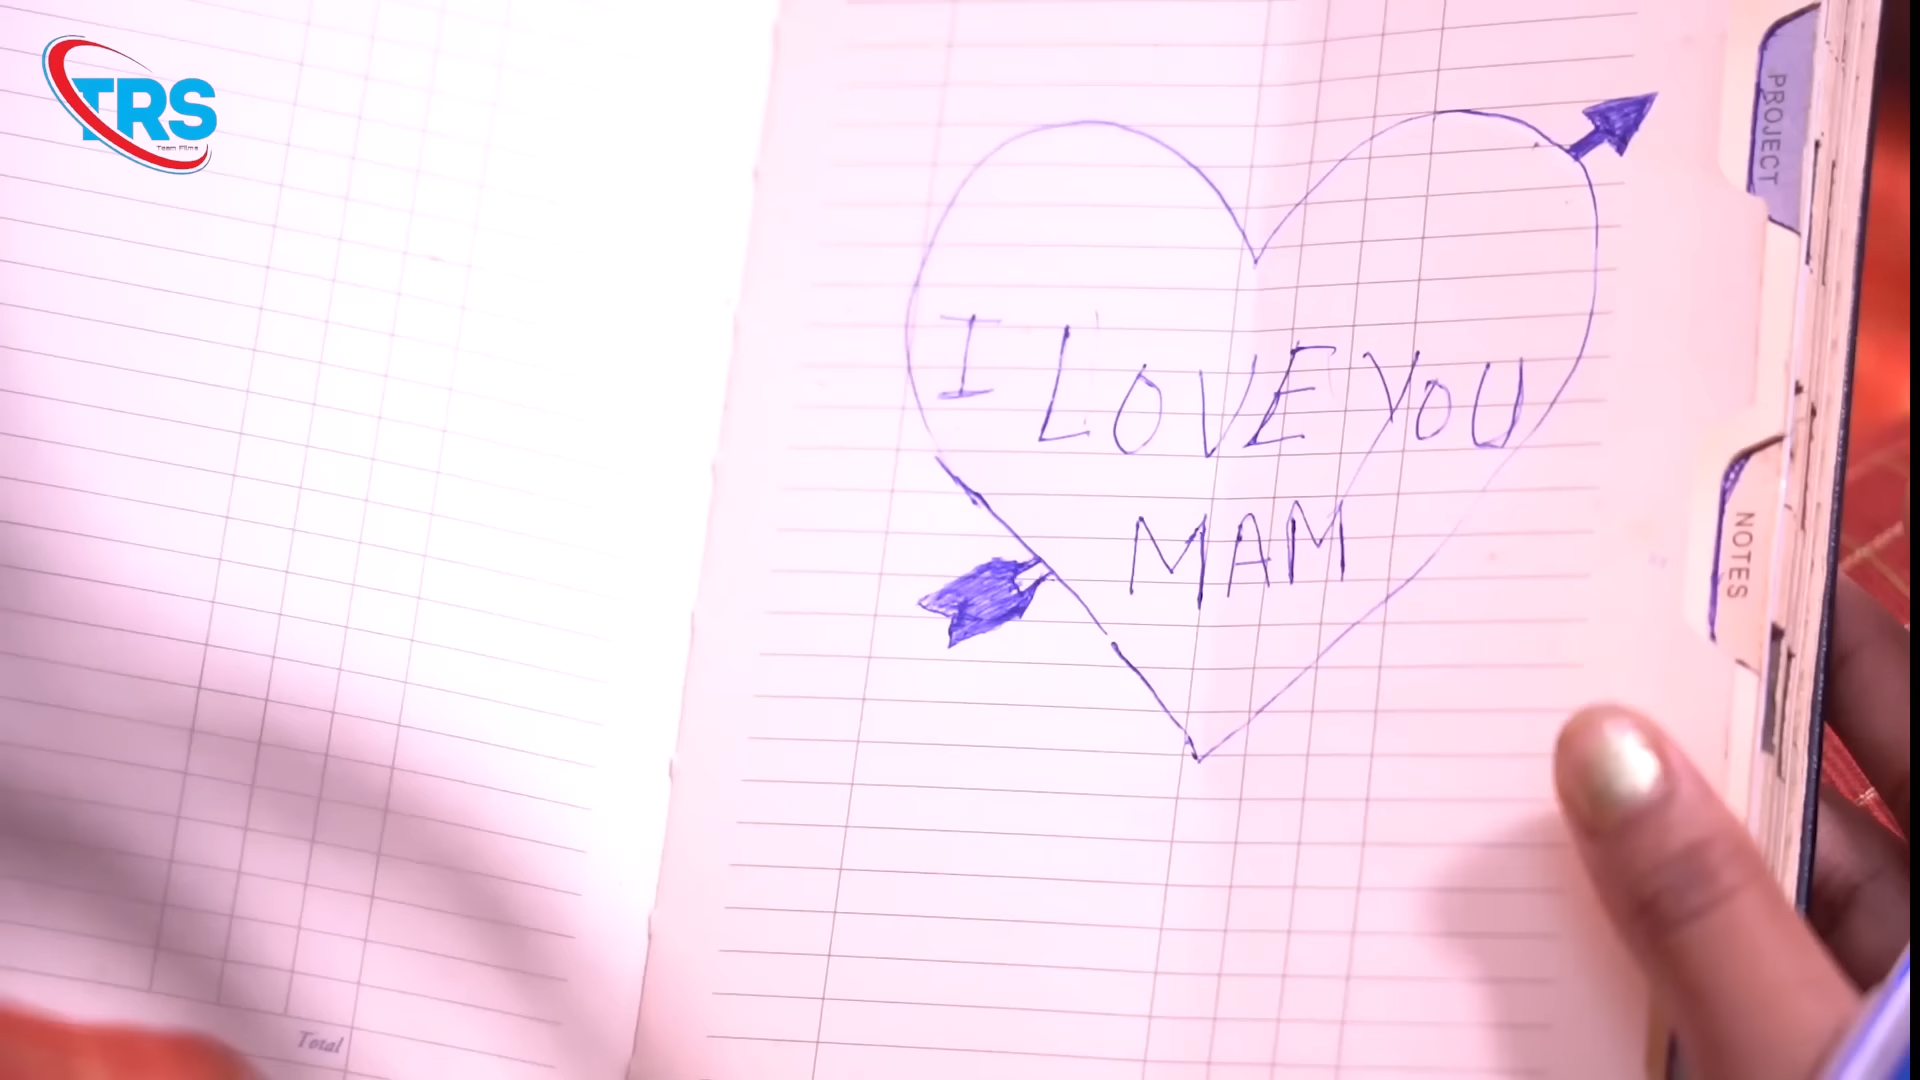 TRS
Team Films
I LOVE YOU
MAM
PROJECT
NOTES
Total